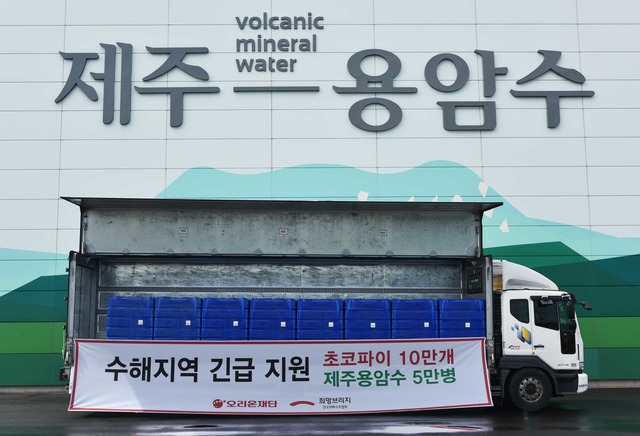 volcanic
mineral
water
제주 용암수
수해지역 긴급 지원
초코파이 10만개
제주용암수 5만병
오리온재단
희망브리지